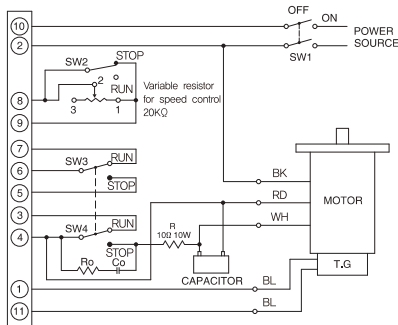 OFF ON
10
POWER
SOURCE
2
SW1
STOP
SW2
2
RUN
Variable resistor
for speed control
20KΩ
8
3 1
9
7
RUN
SW3
6
STOP
5
BK
3
RUN
RD
MOTOR
SW4
4
STOP
R
10Ω 10W
WH
Ro Co
CAPACITOR
T.G
1
BL
11
BL